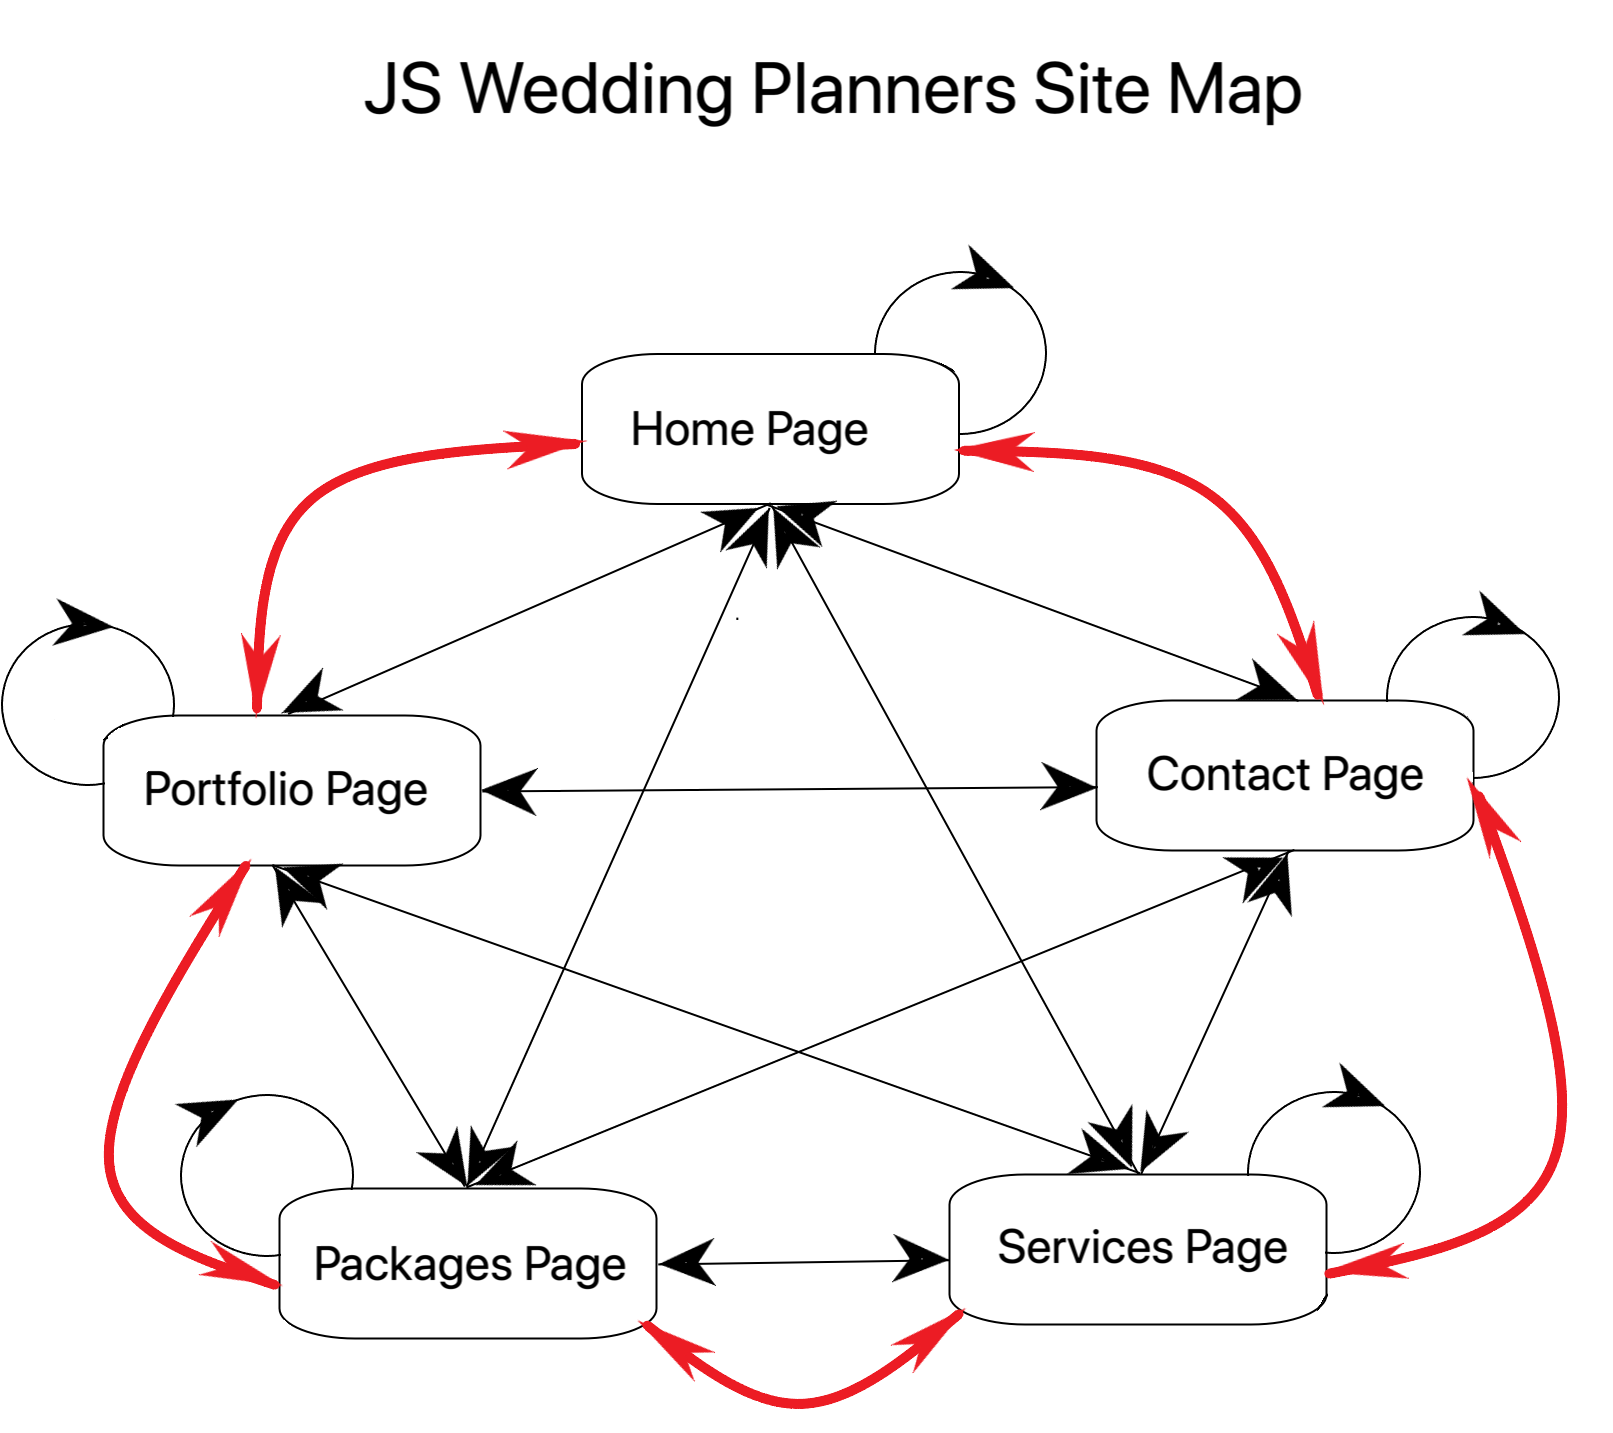 JS Wedding Planners Site Map
Home Page
Portfolio Page
Contact Page
Packages Page
Services Page